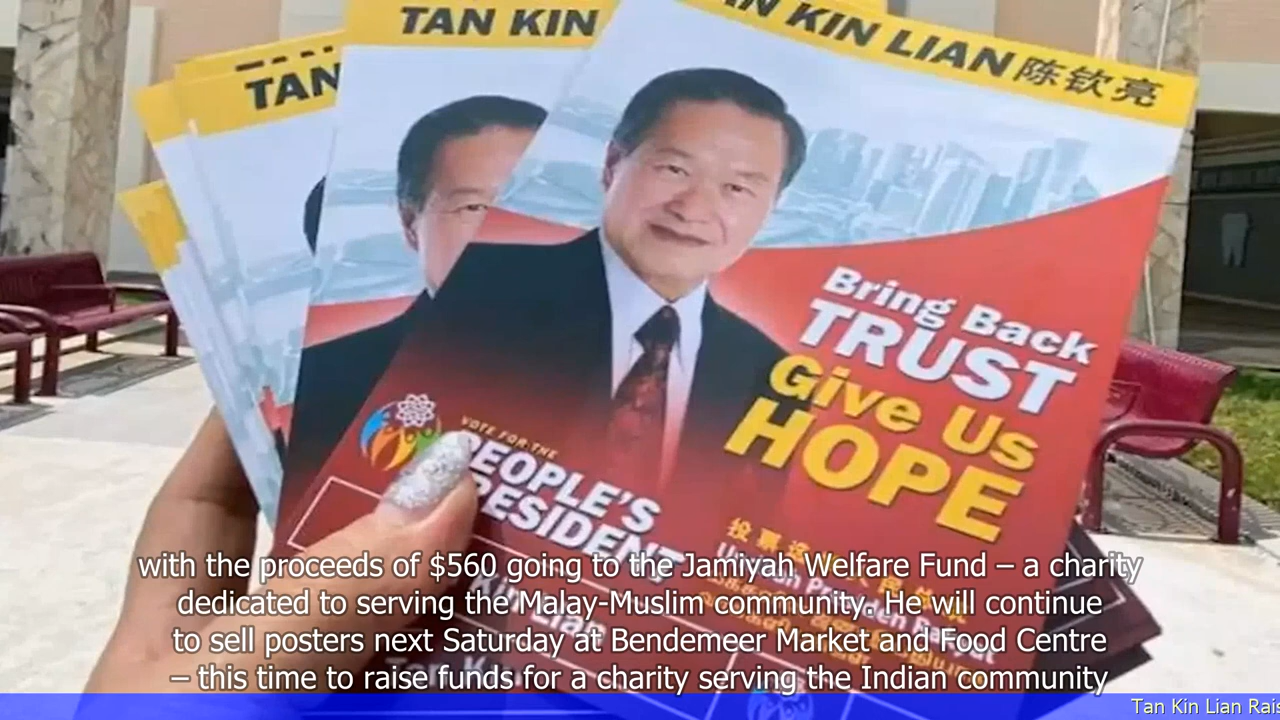 TAN KIN
KIN LIAN 陈钦亮
TAN
Bring Back
TRUST
Give Us
HOPE
VOTE FOR THE
PEOPLE'S
PRESIDENT
with the proceeds of $560 going to the Jamiyah Welfare Fund – a charity
dedicated to serving the Malay-Muslim community. He will continue
to sell posters next Saturday at Bendemeer Market and Food Centre
– this time to raise funds for a charity serving the Indian community
Tan Kin Lian Rais